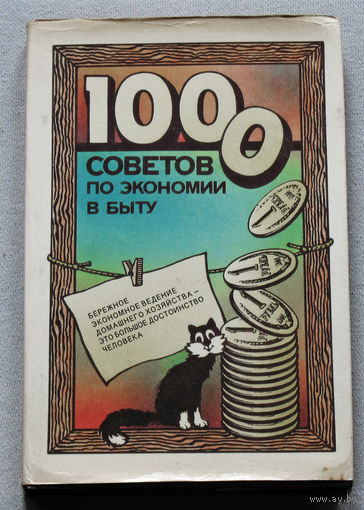 1000
СОВЕТОВ
ПО ЭКОНОМИИ
В БЫТУ
БЕРЕЖНОЕ
ЭКОНОМНОЕ ВЕДЕНИЕ
ДОМАШНЕГО ХОЗЯЙСТВА –
ЭТО БОЛЬШОЕ ДОСТОИНСТВО
ЧЕЛОВЕКА
www.ay.by